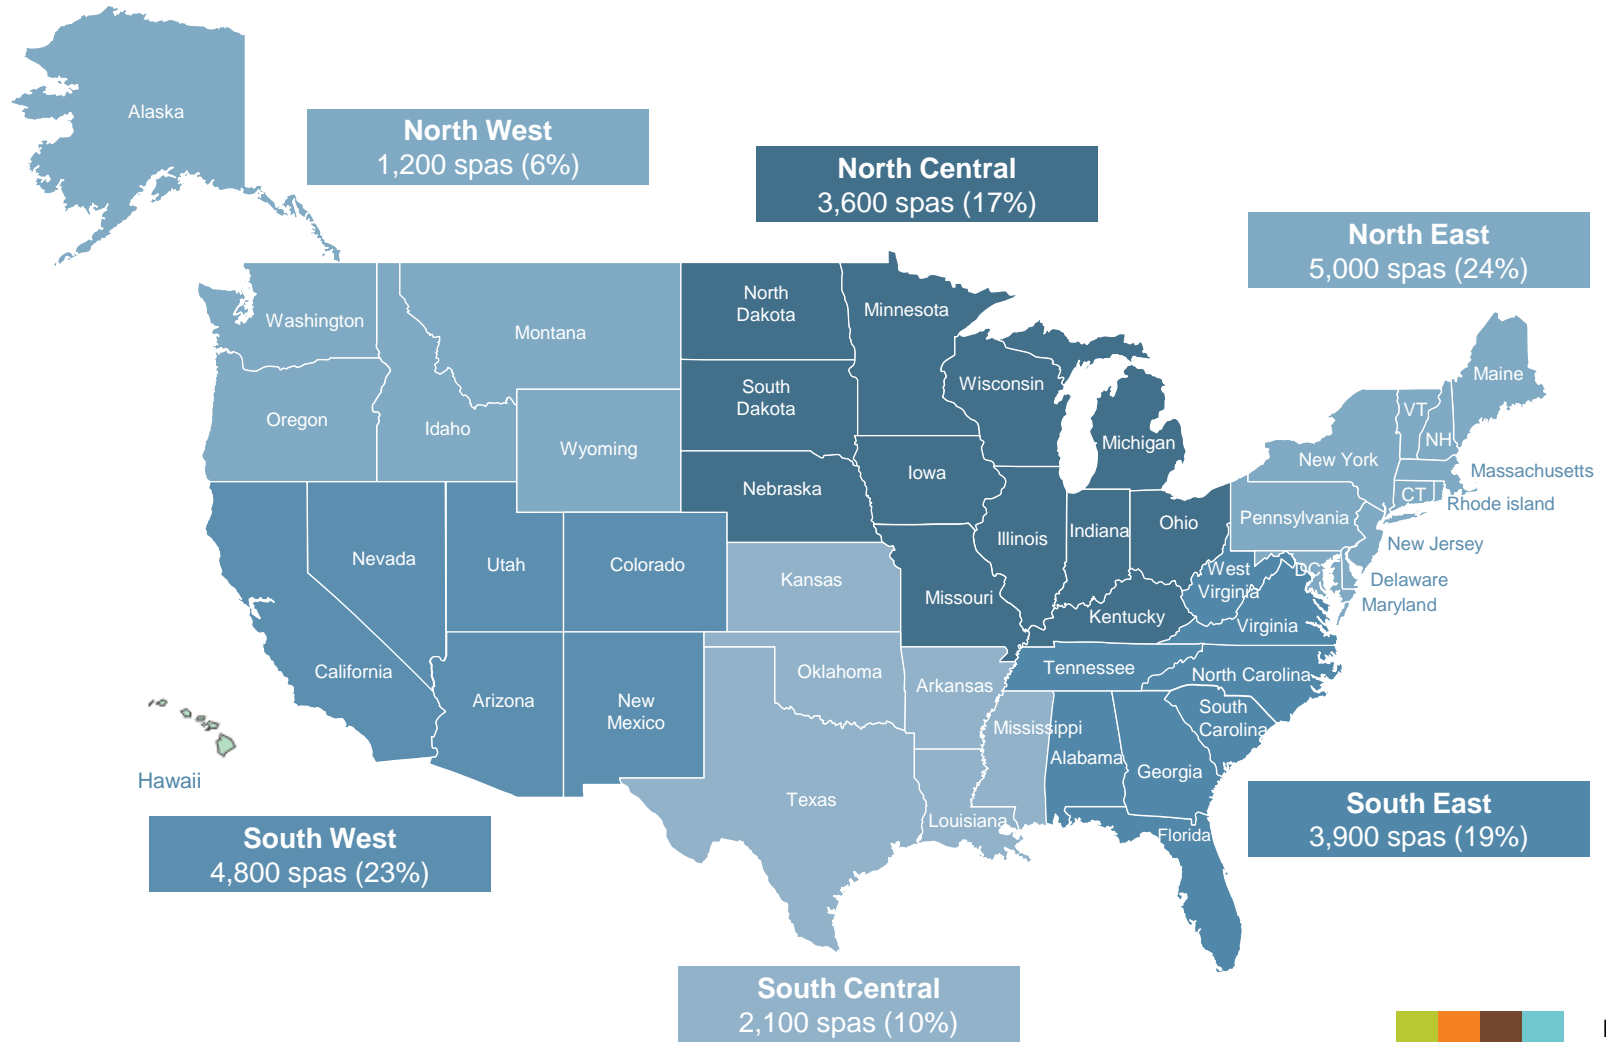 Alaska
North West
1,200 spas (6%)
North Central
3,600 spas (17%)
North East
5,000 spas (24%)
Washington
Montana
North
Dakota
Minnesota
Oregon
Idaho
Wyoming
South
Dakota
Wisconsin
Michigan
Maine
VT
NH
New York
Massachusetts
CT
Rhode island
Pennsylvania
New Jersey
Nebraska
Iowa
Illinois
Indiana
Ohio
Nevada
Utah
Colorado
Kansas
Missouri
Kentucky
West
Virginia
DC
Delaware
Maryland
Virginia
California
Arizona
New
Mexico
Oklahoma
Arkansas
Tennessee
North Carolina
South
Carolina
Mississippi
Alabama
Georgia
Texas
Louisiana
Florida
Hawaii
South West
4,800 spas (23%)
South East
3,900 spas (19%)
South Central
2,100 spas (10%)